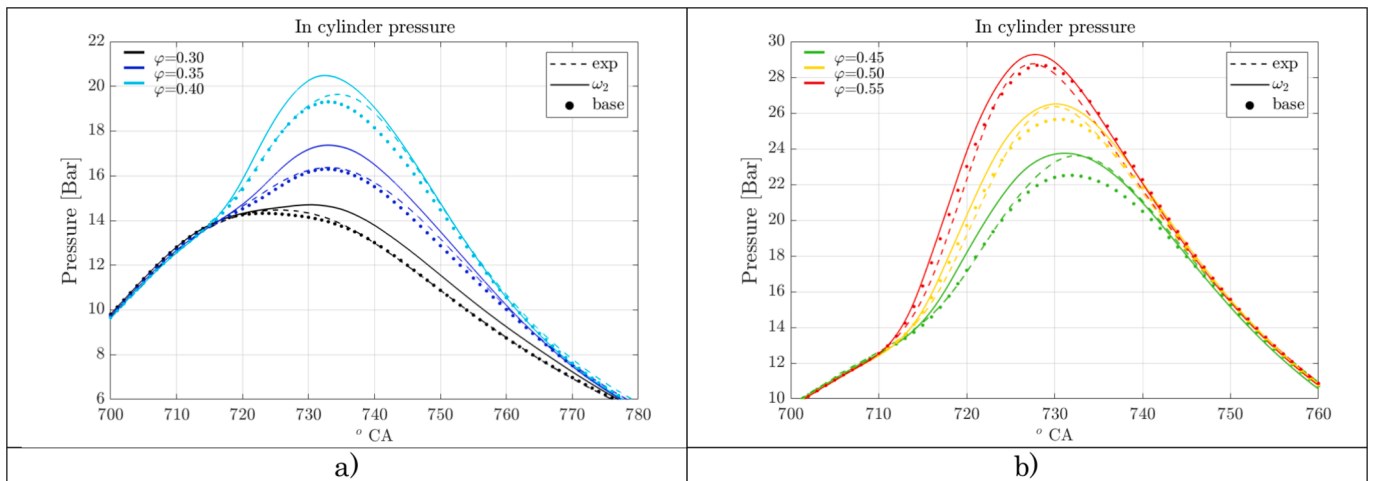 In cylinder pressure
22
20
18
16
14
12
10
8
6
Pressure [Bar]
φ=0.30
φ=0.35
φ=0.40
exp
ω₂
base
700 710 720 730 740 750 760 770 780
° CA
a)
In cylinder pressure
30
28
26
24
22
20
18
16
14
12
10
Pressure [Bar]
φ=0.45
φ=0.50
φ=0.55
exp
ω₂
base
700 710 720 730 740 750 760
° CA
b)